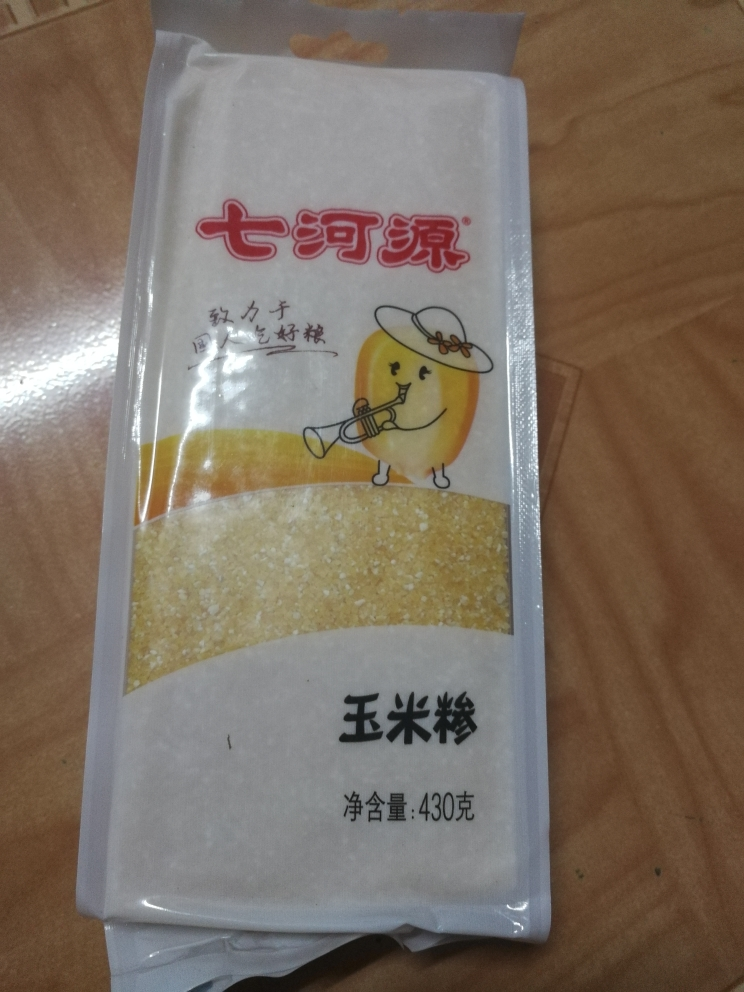 七河源®
致力于
国人吃好粮
玉米糁
净含量:430克